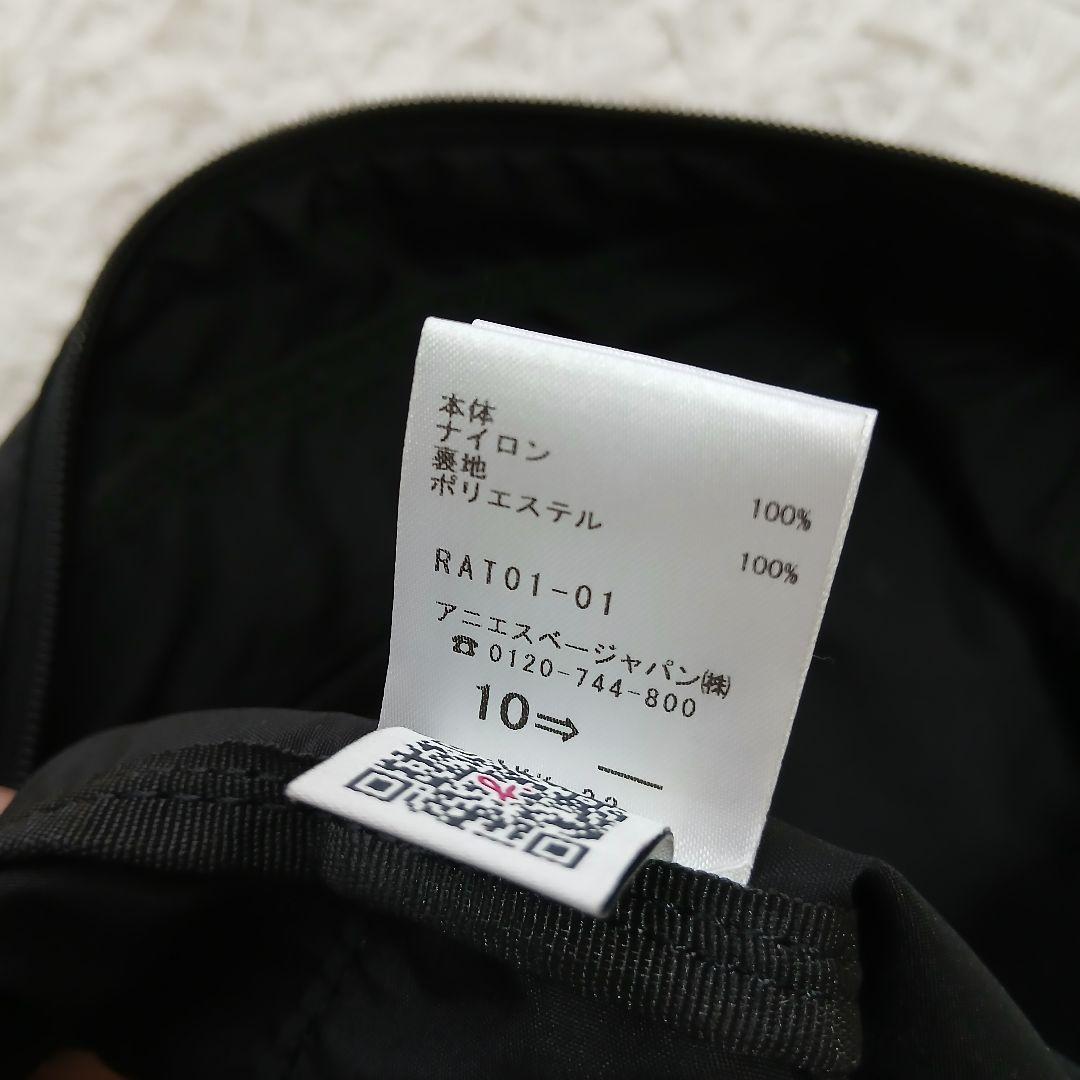 本体
ナイロン 100%
裏地
ポリエステル 100%
RAT01-01
アニエスベージャパン㈱
☎ 0120-744-800
10⇒